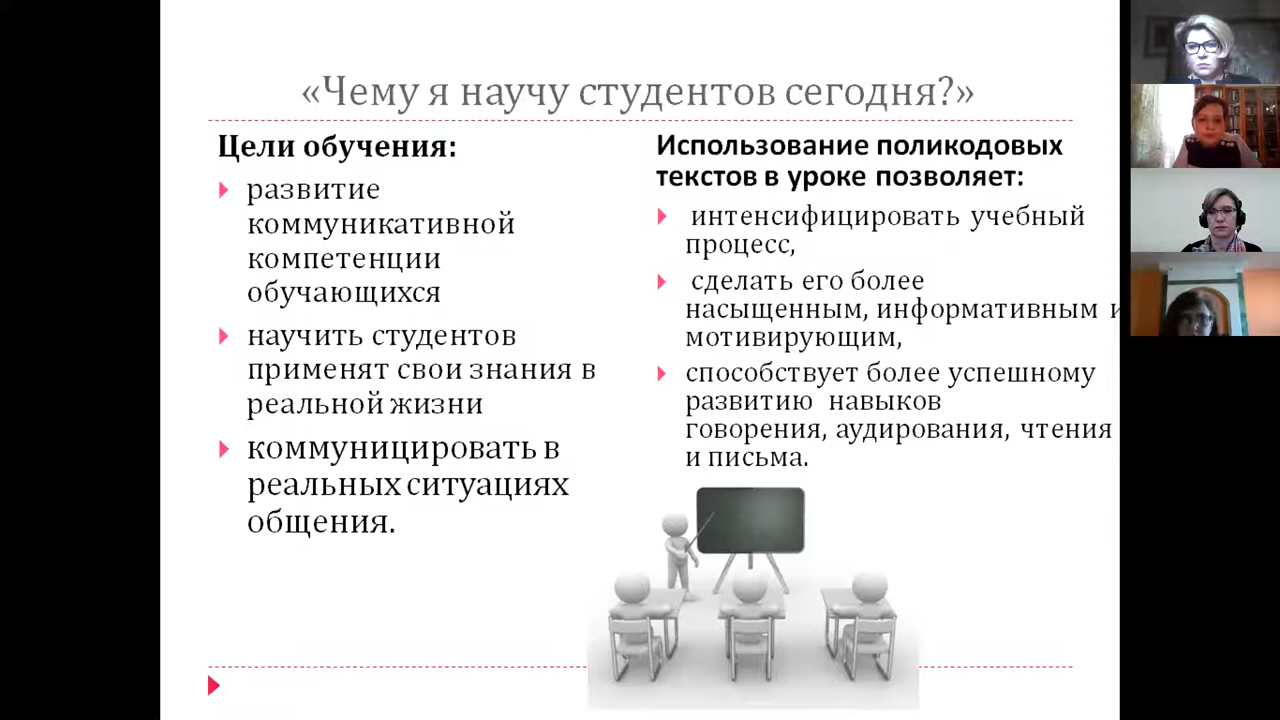 «Чему я научу студентов сегодня?»
Цели обучения:
развитие
коммуникативной
компетенции
обучающихся
научить студентов
применят свои знания в
реальной жизни
коммуницировать в
реальных ситуациях
общения.
Использование поликодовых
текстов в уроке позволяет:
интенсифицировать учебный
процесс,
сделать его более
насыщенным, информативным и
мотивирующим,
способствует более успешному
развитию навыков
говорения, аудирования, чтения
и письма.